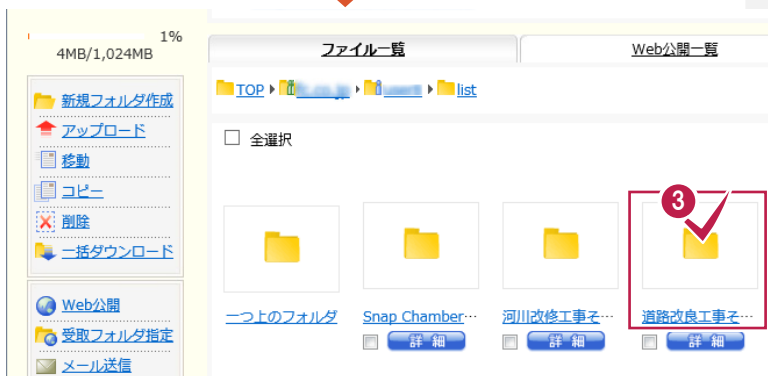 1%
4MB/1,024MB
新規フォルダ作成
アップロード
移動
コピー
削除
一括ダウンロード
Web公開
受取フォルダ指定
メール送信
ファイル一覧
Web公開一覧
TOP
list
全選択
3
一つ上のフォルダ
Snap Chamber…
河川改修工事そ…
道路改良工事そ…
詳細
詳細
詳細